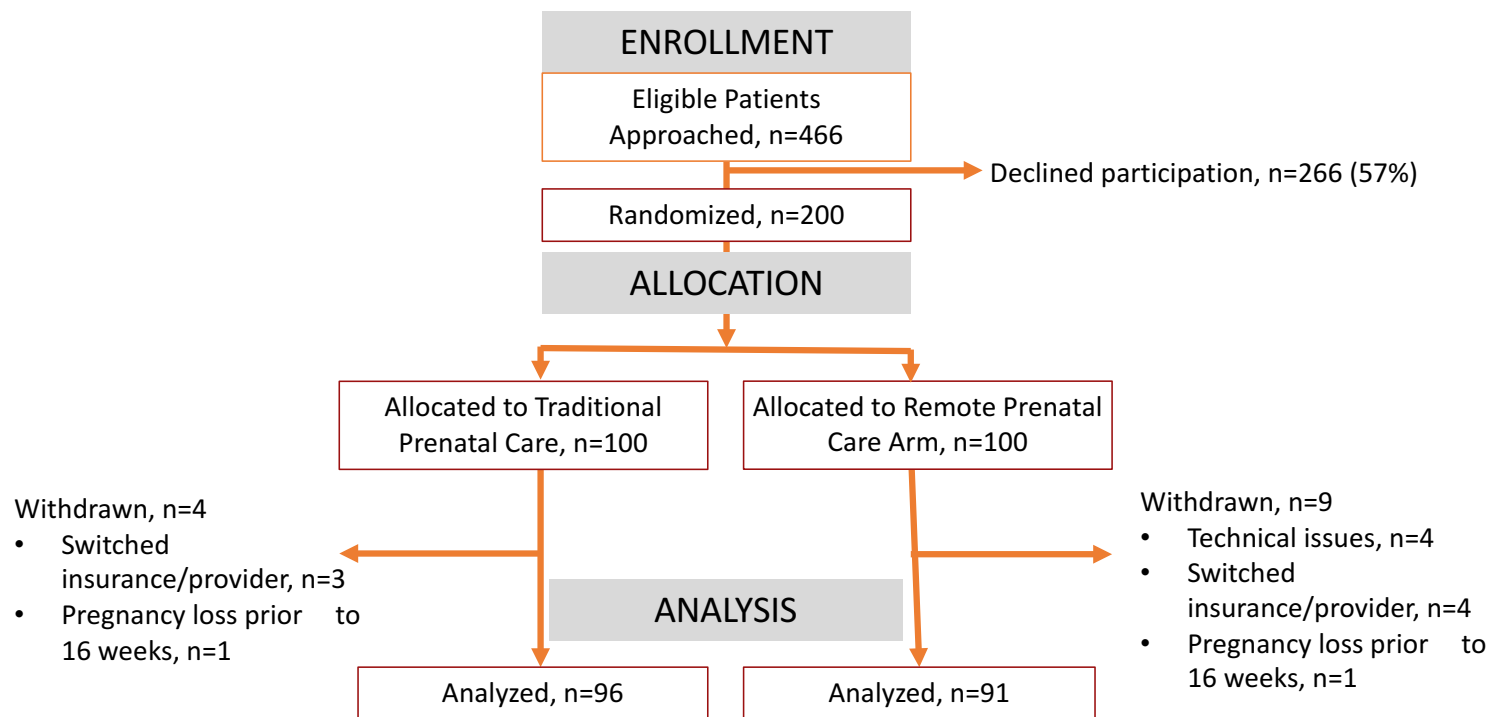 ENROLLMENT
Eligible Patients
Approached, n=466
Declined participation, n=266 (57%)
Randomized, n=200
ALLOCATION
Allocated to Traditional
Prenatal Care, n=100
Allocated to Remote Prenatal
Care Arm, n=100
Withdrawn, n=4
• Switched
insurance/provider, n=3
• Pregnancy loss prior to
16 weeks, n=1
Withdrawn, n=9
• Technical issues, n=4
• Switched
insurance/provider, n=4
• Pregnancy loss prior to
16 weeks, n=1
ANALYSIS
Analyzed, n=96
Analyzed, n=91